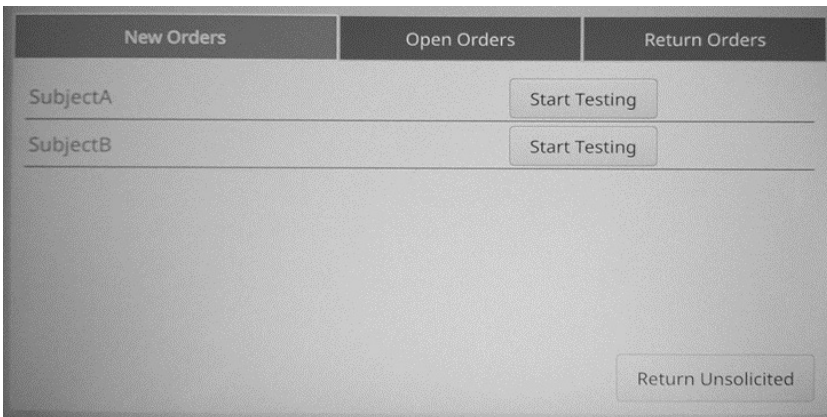 New Orders Open Orders Return Orders
SubjectA Start Testing
SubjectB Start Testing
Return Unsolicited